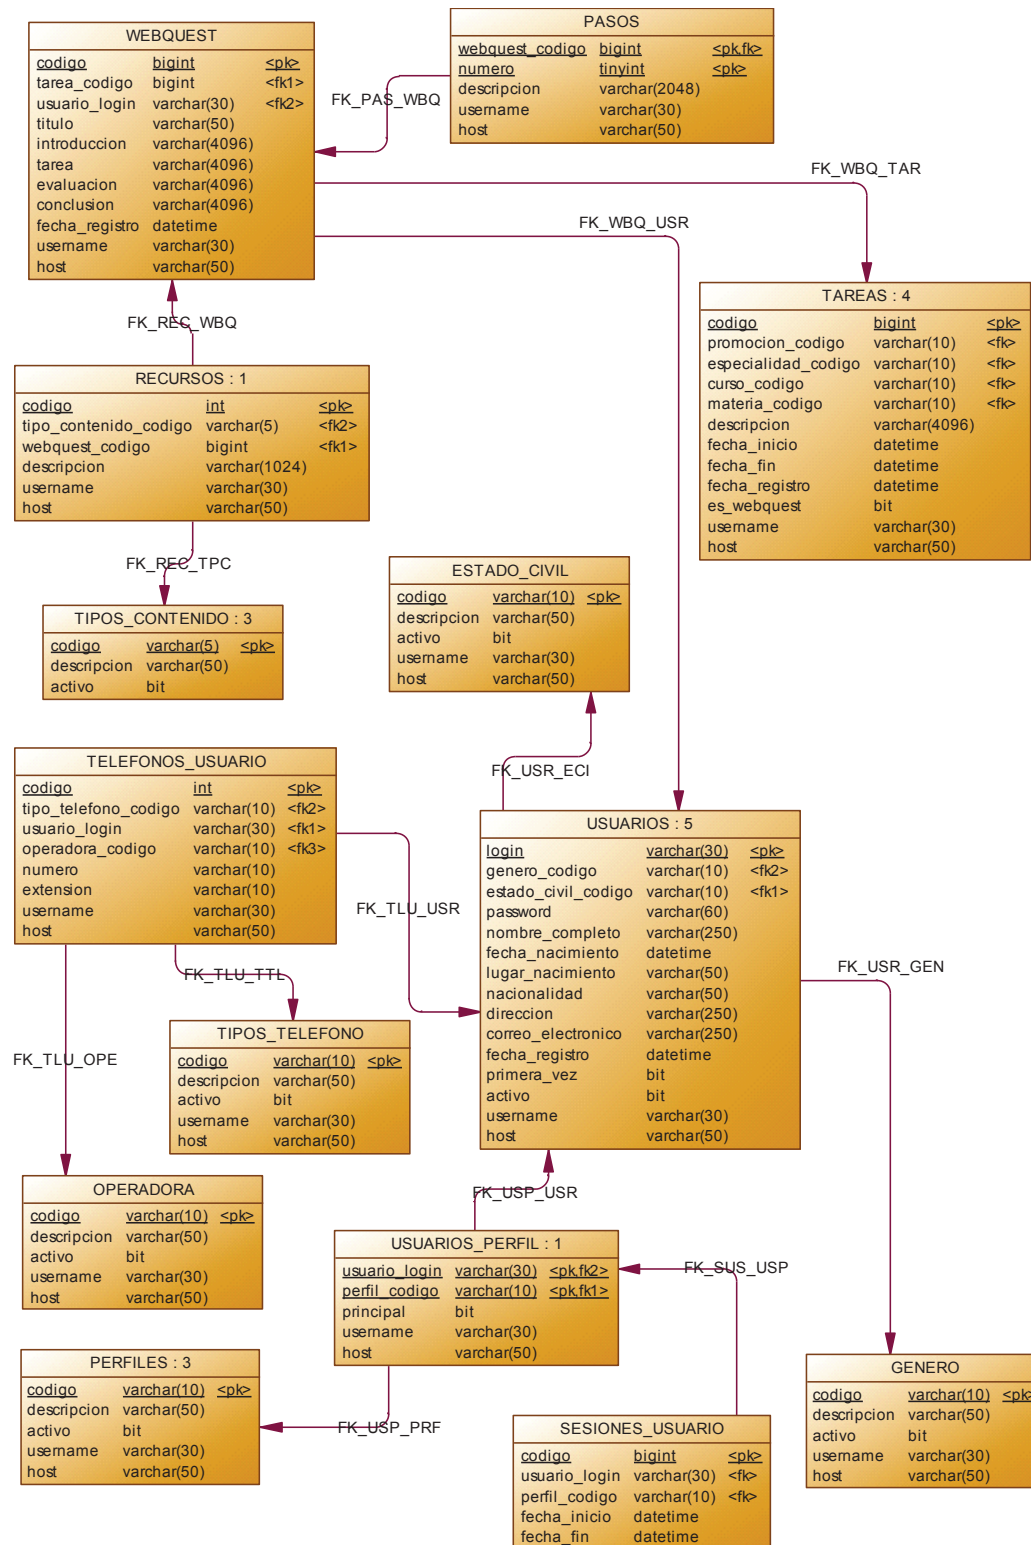 WEBQUEST
codigo bigint <pk>
tarea_codigo bigint <fk1>
usuario_login varchar(30) <fk2>
titulo varchar(50)
introduccion varchar(4096)
tarea varchar(4096)
evaluacion varchar(4096)
conclusion varchar(4096)
fecha_registro datetime
username varchar(30)
host varchar(50)
PASOS
webquest_codigo bigint <pk,fk>
numero tinyint <pk>
descripcion varchar(2048)
username varchar(30)
host varchar(50)
FK_PAS_WBQ
FK_WBQ_TAR
FK_WBQ_USR
TAREAS : 4
codigo bigint <pk>
promocion_codigo varchar(10) <fk>
especialidad_codigo varchar(10) <fk>
curso_codigo varchar(10) <fk>
materia_codigo varchar(10) <fk>
descripcion varchar(4096)
fecha_inicio datetime
fecha_fin datetime
fecha_registro datetime
es_webquest bit
username varchar(30)
host varchar(50)
FK_REC_WBQ
RECURSOS : 1
codigo int <pk>
tipo_contenido_codigo varchar(5) <fk2>
webquest_codigo bigint <fk1>
descripcion varchar(1024)
username varchar(30)
host varchar(50)
FK_REC_TPC
TIPOS_CONTENIDO : 3
codigo varchar(5) <pk>
descripcion varchar(50)
activo bit
ESTADO_CIVIL
codigo varchar(10) <pk>
descripcion varchar(50)
activo bit
username varchar(30)
host varchar(50)
FK_USR_ECI
TELEFONOS_USUARIO
codigo int <pk>
tipo_telefono_codigo varchar(10) <fk2>
usuario_login varchar(30) <fk1>
operadora_codigo varchar(10) <fk3>
numero varchar(10)
extension varchar(10)
username varchar(30)
host varchar(50)
FK_TLU_USR
USUARIOS : 5
login varchar(30) <pk>
genero_codigo varchar(10) <fk2>
estado_civil_codigo varchar(10) <fk1>
password varchar(60)
nombre_completo varchar(250)
fecha_nacimiento datetime
lugar_nacimiento varchar(50)
nacionalidad varchar(50)
direccion varchar(250)
correo_electronico varchar(250)
fecha_registro datetime
primera_vez bit
activo bit
username varchar(30)
host varchar(50)
FK_USR_GEN
FK_TLU_TTL
FK_TLU_OPE
TIPOS_TELEFONO
codigo varchar(10) <pk>
descripcion varchar(50)
activo bit
username varchar(30)
host varchar(50)
OPERADORA
codigo varchar(10) <pk>
descripcion varchar(50)
activo bit
username varchar(30)
host varchar(50)
FK_USP_USR
USUARIOS_PERFIL : 1
usuario_login varchar(30) <pk,fk2>
perfil_codigo varchar(10) <pk,fk1>
principal bit
username varchar(30)
host varchar(50)
FK_SUS_USP
PERFILES : 3
codigo varchar(10) <pk>
descripcion varchar(50)
activo bit
username varchar(30)
host varchar(50)
FK_USP_PRF
GENERO
codigo varchar(10) <pk>
descripcion varchar(50)
activo bit
username varchar(30)
host varchar(50)
SESIONES_USUARIO
codigo bigint <pk>
usuario_login varchar(30) <fk>
perfil_codigo varchar(10) <fk>
fecha_inicio datetime
fecha_fin datetime